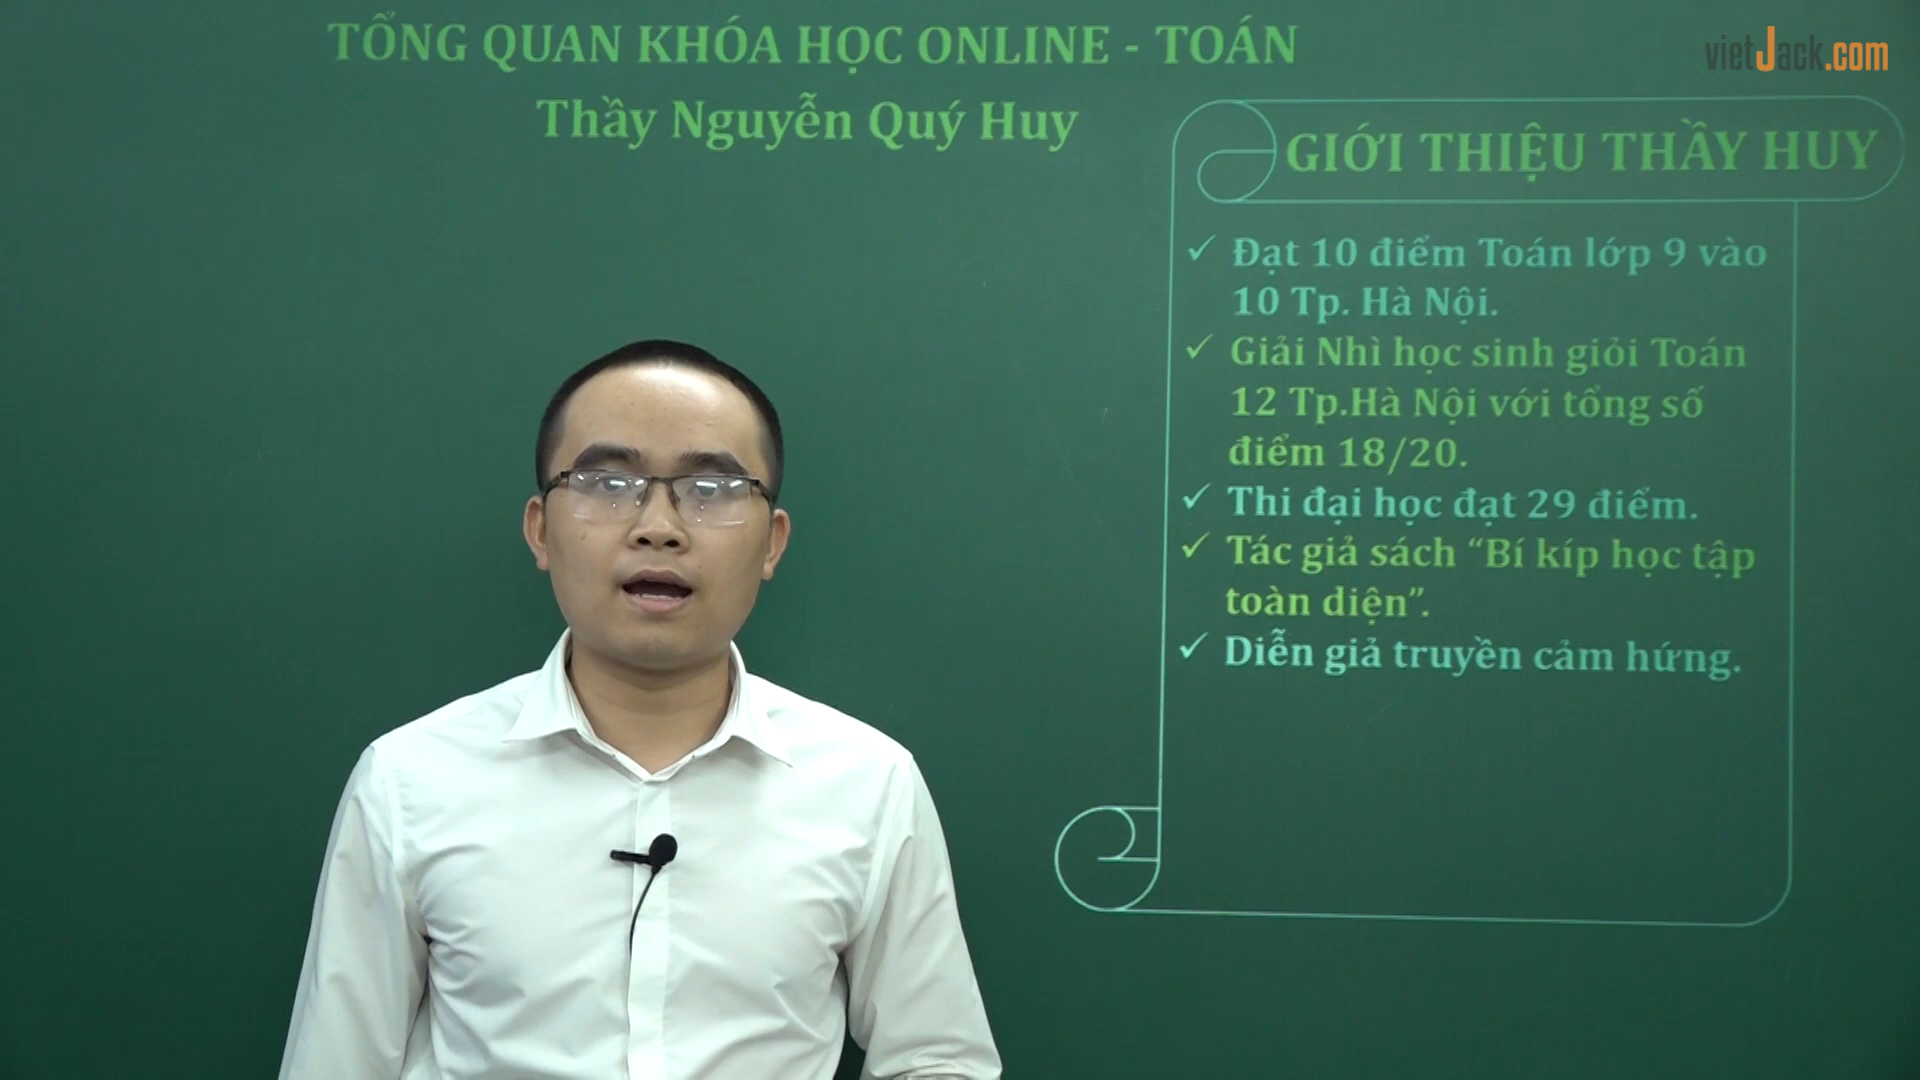 TỔNG QUAN KHÓA HỌC ONLINE - TOÁN
Thầy Nguyễn Quý Huy
vietJack.com
GIỚI THIỆU THẦY HUY
✓ Đạt 10 điểm Toán lớp 9 vào
10 Tp. Hà Nội.
✓ Giải Nhì học sinh giỏi Toán
12 Tp.Hà Nội với tổng số
điểm 18/20.
✓ Thi đại học đạt 29 điểm.
✓ Tác giả sách “Bí kíp học tập
toàn diện”.
✓ Diễn giả truyền cảm hứng.